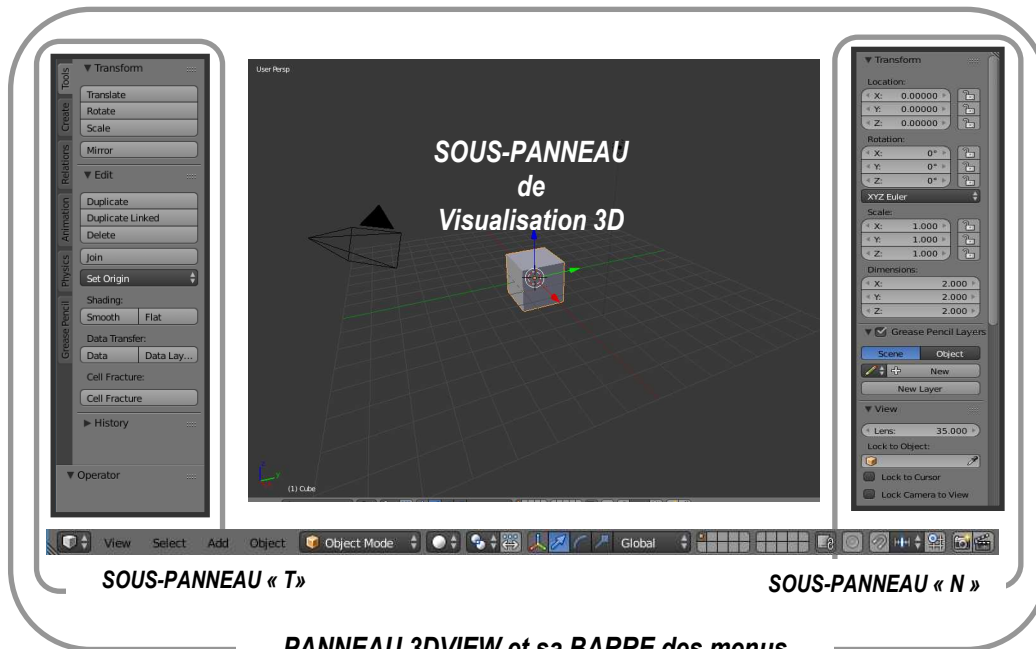 Tools
Create
Relations
Animation
Physics
Grease Pencil
▼ Transform
Translate
Rotate
Scale
Mirror
▼ Edit
Duplicate
Duplicate Linked
Delete
Join
Set Origin
Shading:
Smooth Flat
Data Transfer:
Data Data Lay...
Cell Fracture:
Cell Fracture
▶ History
▼ Operator
User Persp
SOUS-PANNEAU
de
Visualisation 3D
z
y
(1) Cube
▼ Transform
Location:
X: 0.00000
Y: 0.00000
Z: 0.00000
Rotation:
X: 0°
Y: 0°
Z: 0°
XYZ Euler
Scale:
X: 1.000
Y: 1.000
Z: 1.000
Dimensions:
X: 2.000
Y: 2.000
Z: 2.000
▼ Grease Pencil Layers
Scene Object
New
New Layer
▼ View
Lens: 35.000
Lock to Object:
Lock to Cursor
Lock Camera to View
View Select Add Object Object Mode Global
SOUS-PANNEAU « T»
SOUS-PANNEAU « N »
PANNEAU 3DVIEW et sa BARRE des menus